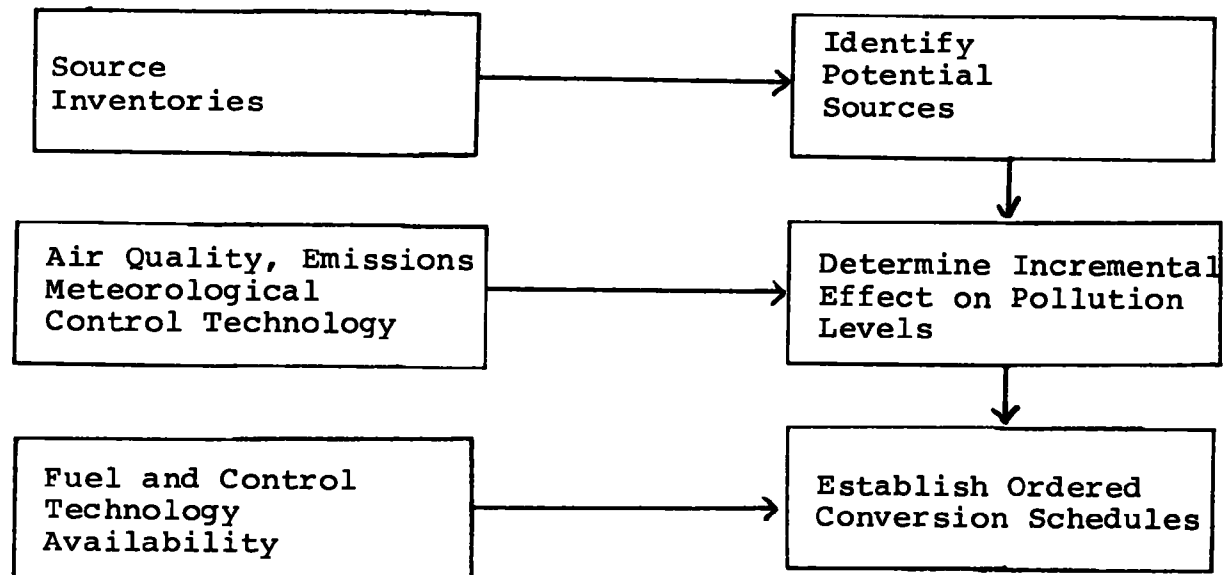 Source
Inventories
Identify
Potential
Sources
Air Quality, Emissions
Meteorological
Control Technology
Determine Incremental
Effect on Pollution
Levels
Fuel and Control
Technology
Availability
Establish Ordered
Conversion Schedules